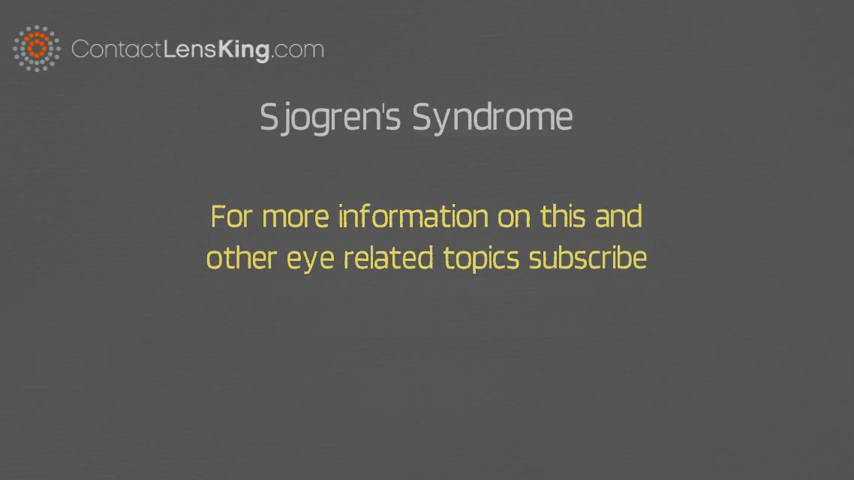 ContactLensKing.com
Sjogren's Syndrome
For more information on this and
other eye related topics subscribe